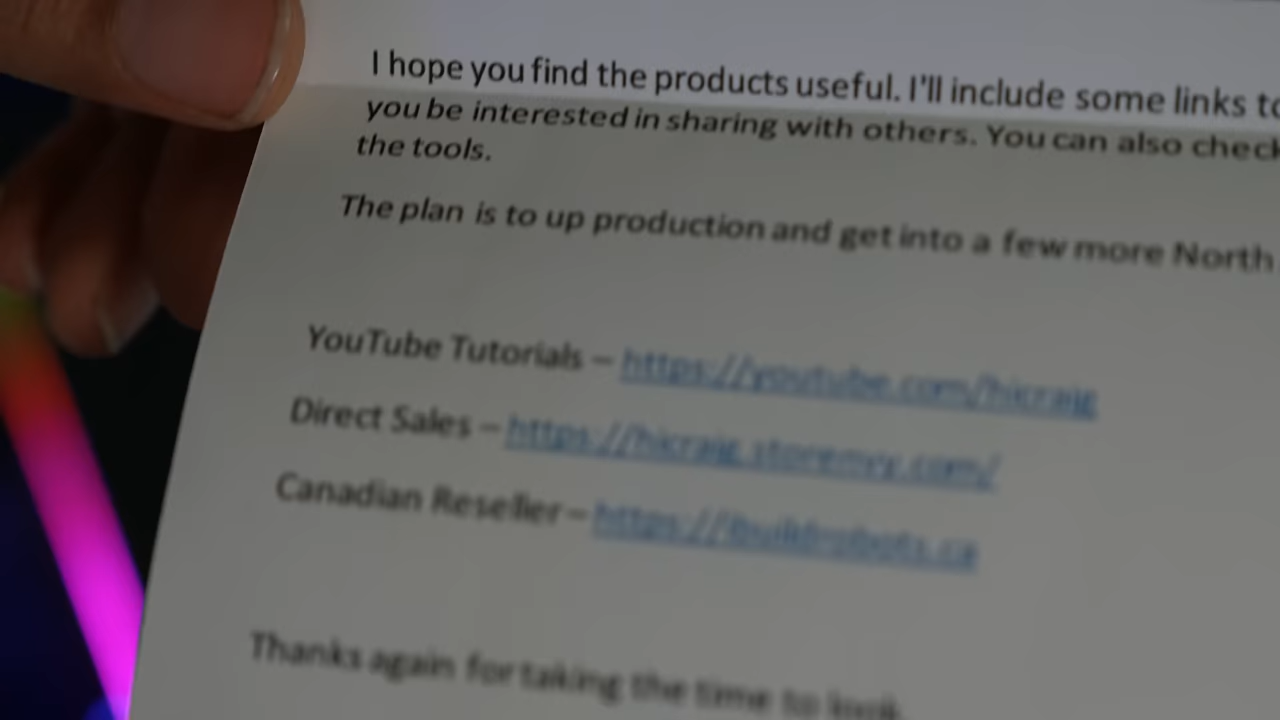 I hope you find the products useful. I'll include some links to
you be interested in sharing with others. You can also check
the tools.
The plan is to up production and get into a few more North
YouTube Tutorials – https://youtube.com/hicraig
Direct Sales – https://hicraig.storenvy.com/
Canadian Reseller – https://ibuildrobots.ca
Thanks again for taking the time to look.